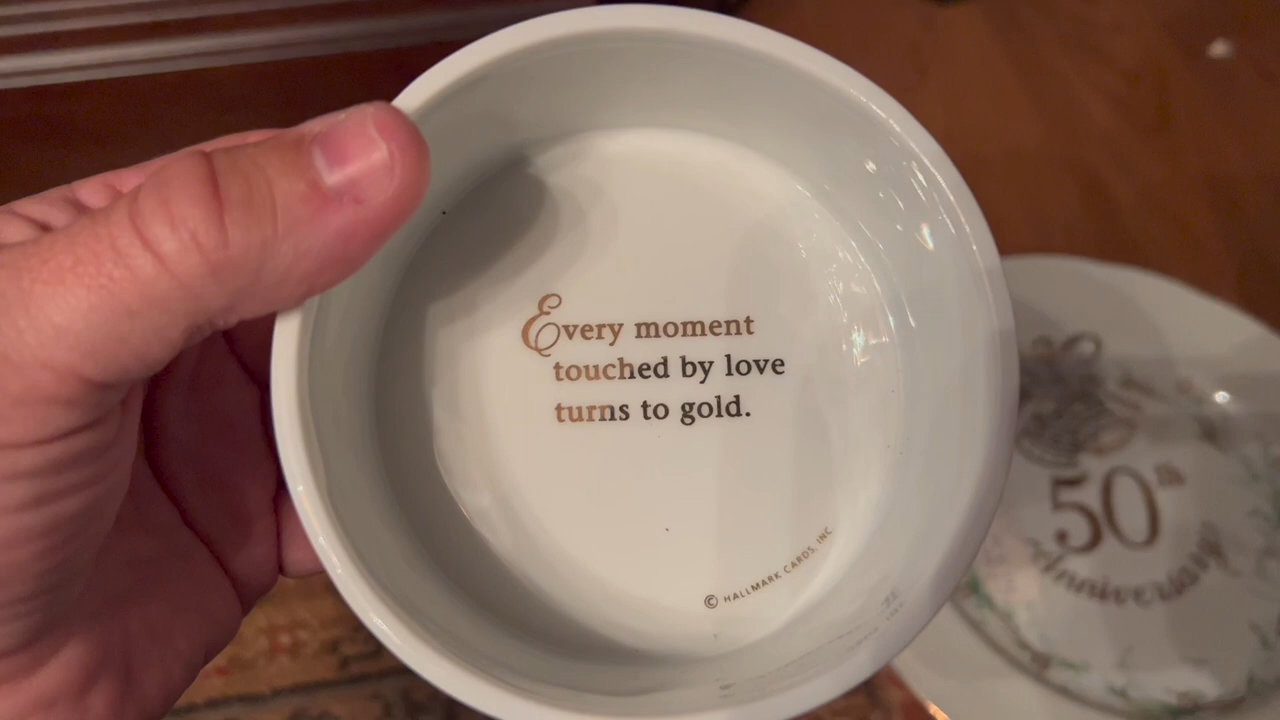 Every moment
touched by love
turns to gold.
© HALLMARK CARDS, INC
50th
Anniversary